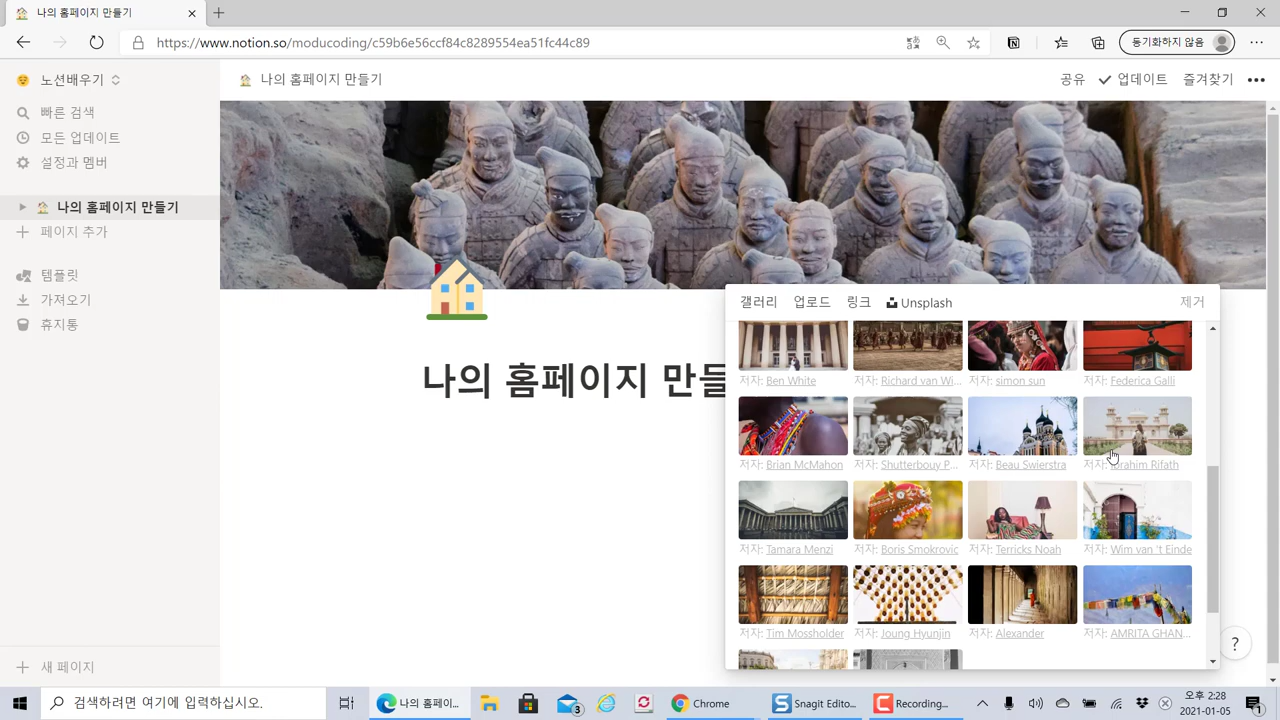 나의 홈페이지 만들기
https://www.notion.so/moducoding/c59b6e56ccf84c8289554ea51fc44c89
동기화하지 않음
노션배우기
나의 홈페이지 만들기
공유
업데이트
즐겨찾기
빠른 검색
모든 업데이트
설정과 멤버
나의 홈페이지 만들기
페이지 추가
템플릿
가져오기
휴지통
나의 홈페이지 만들
갤러리
업로드
링크
Unsplash
제거
저자: Ben White
저자: Richard van Wi...
저자: simon sun
저자: Federica Galli
저자: Brian McMahon
저자: Shutterbouy P...
저자: Beau Swierstra
저자: Rifath
저자: Tamara Menzi
저자: Boris Smokrovic
저자: Terricks Noah
저자: Wim van 't Einde
저자: Tim Mossholder
저자: Joung Hyunjin
저자: Alexander
저자: AMRITA GHAN...
?
새 페이지
검색하려면 여기에 입력하십시오.
나의 홈페이...
3
Chrome
Snagit Edito...
Recording...
오후 2:28
2021-01-05
1